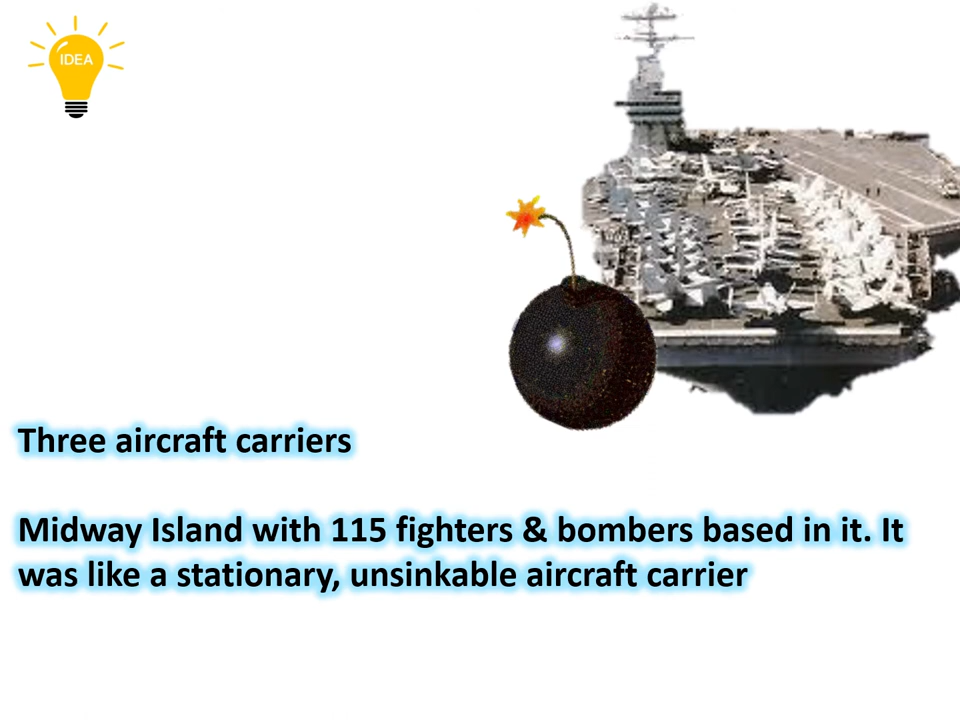 IDEA
Three aircraft carriers
Midway Island with 115 fighters & bombers based in it. It
was like a stationary, unsinkable aircraft carrier